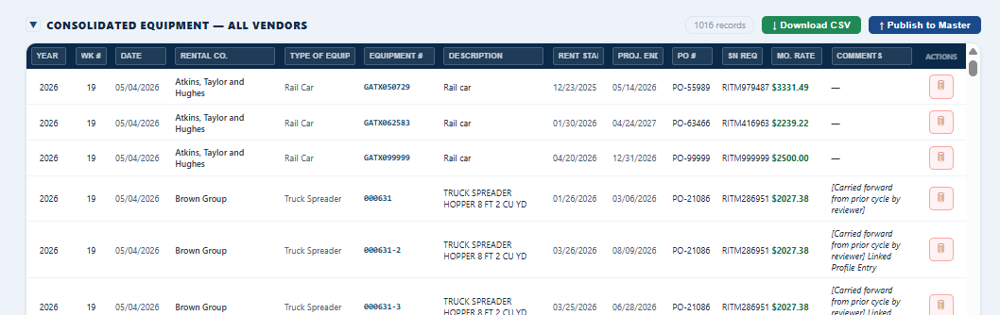 ▼ CONSOLIDATED EQUIPMENT — ALL VENDORS 1016 records ↓ Download CSV ↑ Publish to Master
YEAR WK # DATE RENTAL CO. TYPE OF EQUIP EQUIPMENT # DESCRIPTION RENT STAI PROJ. END PO # SN REQ MO. RATE COMMENTS ACTIONS
2026 19 05/04/2026 Atkins, Taylor and Hughes Rail Car GATX050729 Rail car 12/23/2025 05/14/2026 PO-55989 RITM979487 $3331.49 —
2026 19 05/04/2026 Atkins, Taylor and Hughes Rail Car GATX062583 Rail car 01/30/2026 04/24/2027 PO-63466 RITM416963 $2239.22 —
2026 19 05/04/2026 Atkins, Taylor and Hughes Rail Car GATX099999 Rail car 04/20/2026 12/31/2026 PO-99999 RITM999999 $2500.00 —
2026 19 05/04/2026 Brown Group Truck Spreader 000631 TRUCK SPREADER HOPPER 8 FT 2 CU YD 01/26/2026 03/06/2026 PO-21086 RITM286951 $2027.38 [Carried forward from prior cycle by reviewer]
2026 19 05/04/2026 Brown Group Truck Spreader 000631-2 TRUCK SPREADER HOPPER 8 FT 2 CU YD 03/26/2026 08/09/2026 PO-21086 RITM286951 $2027.38 [Carried forward from prior cycle by reviewer] Linked Profile Entry
2026 19 05/04/2026 Brown Group Truck Spreader 000631-3 TRUCK SPREADER HOPPER 8 FT 2 CU YD 03/25/2026 06/28/2026 PO-21086 RITM286951 $2027.38 [Carried forward from prior cycle by reviewer] Linked